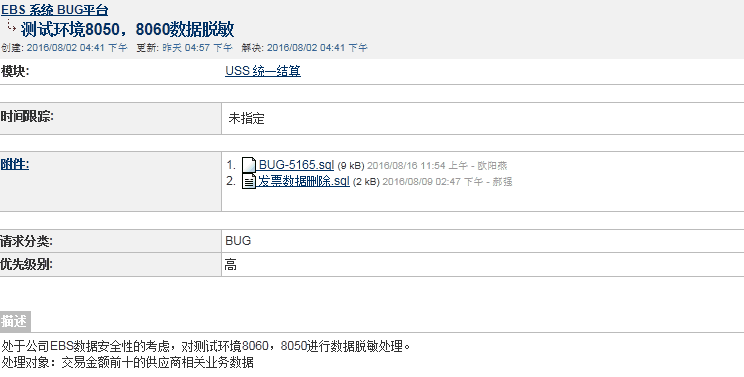 EBS 系统 BUG平台
测试环境8050，8060数据脱敏
创建: 2016/08/02 04:41 下午 更新: 昨天 04:57 下午 解决: 2016/08/02 04:41 下午
模块: USS 统一结算
时间跟踪: 未指定
附件: 1. BUG-5165.sql (9 kB) 2016/08/16 11:54 上午 - 欧阳燕
2. 发票数据删除.sql (2 kB) 2016/08/09 02:47 下午 - 郝强
请求分类: BUG
优先级别: 高
描述
处于公司EBS数据安全性的考虑，对测试环境8060，8050进行数据脱敏处理。
处理对象：交易金额前十的供应商相关业务数据